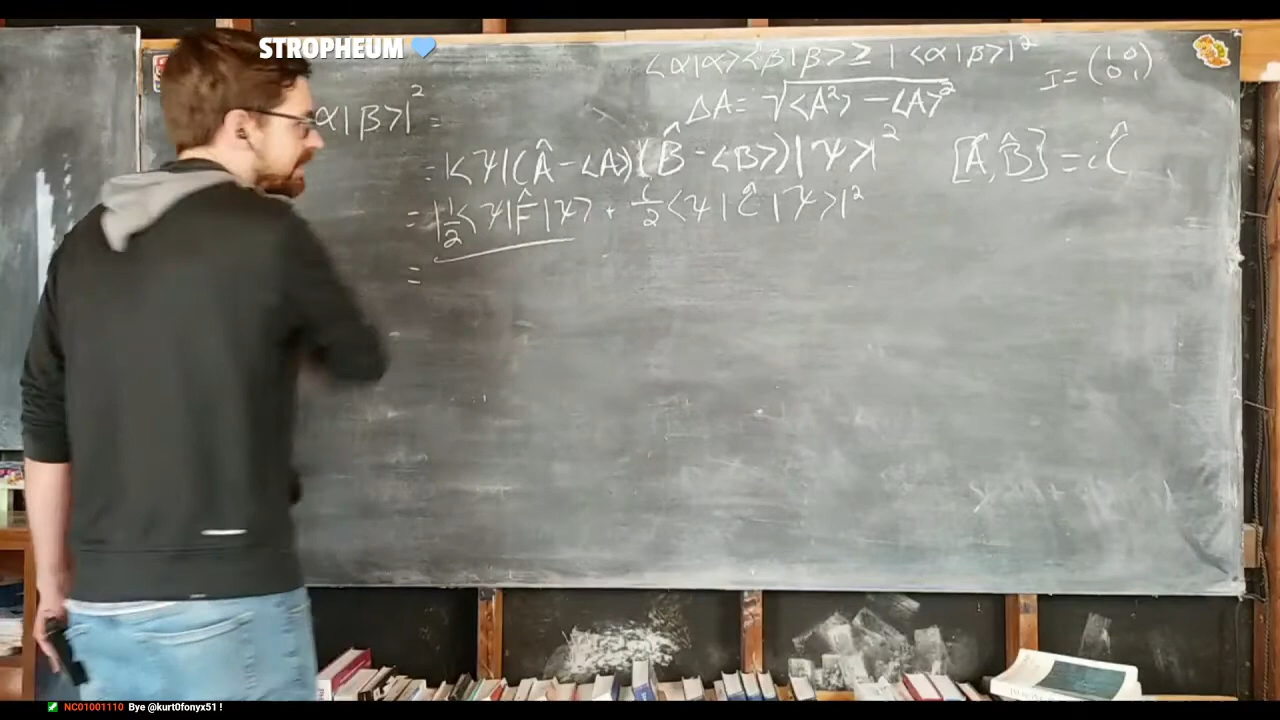 STROPHEUM 💙
<α|α><β|β> ≥ |<α|β>|²
I = (1 0
0 1)
ΔA = √<A²> - <A>²
α|β>|² =
= |<ψ|(Â - <A>)(B̂ - <B>)|ψ>|²
[Â, B̂] = iĈ
= |½<ψ|F̂|ψ> + i/2<ψ|Ĉ|ψ>|²
=
✅ NC01001110 Bye @kurt0fonyx51 !